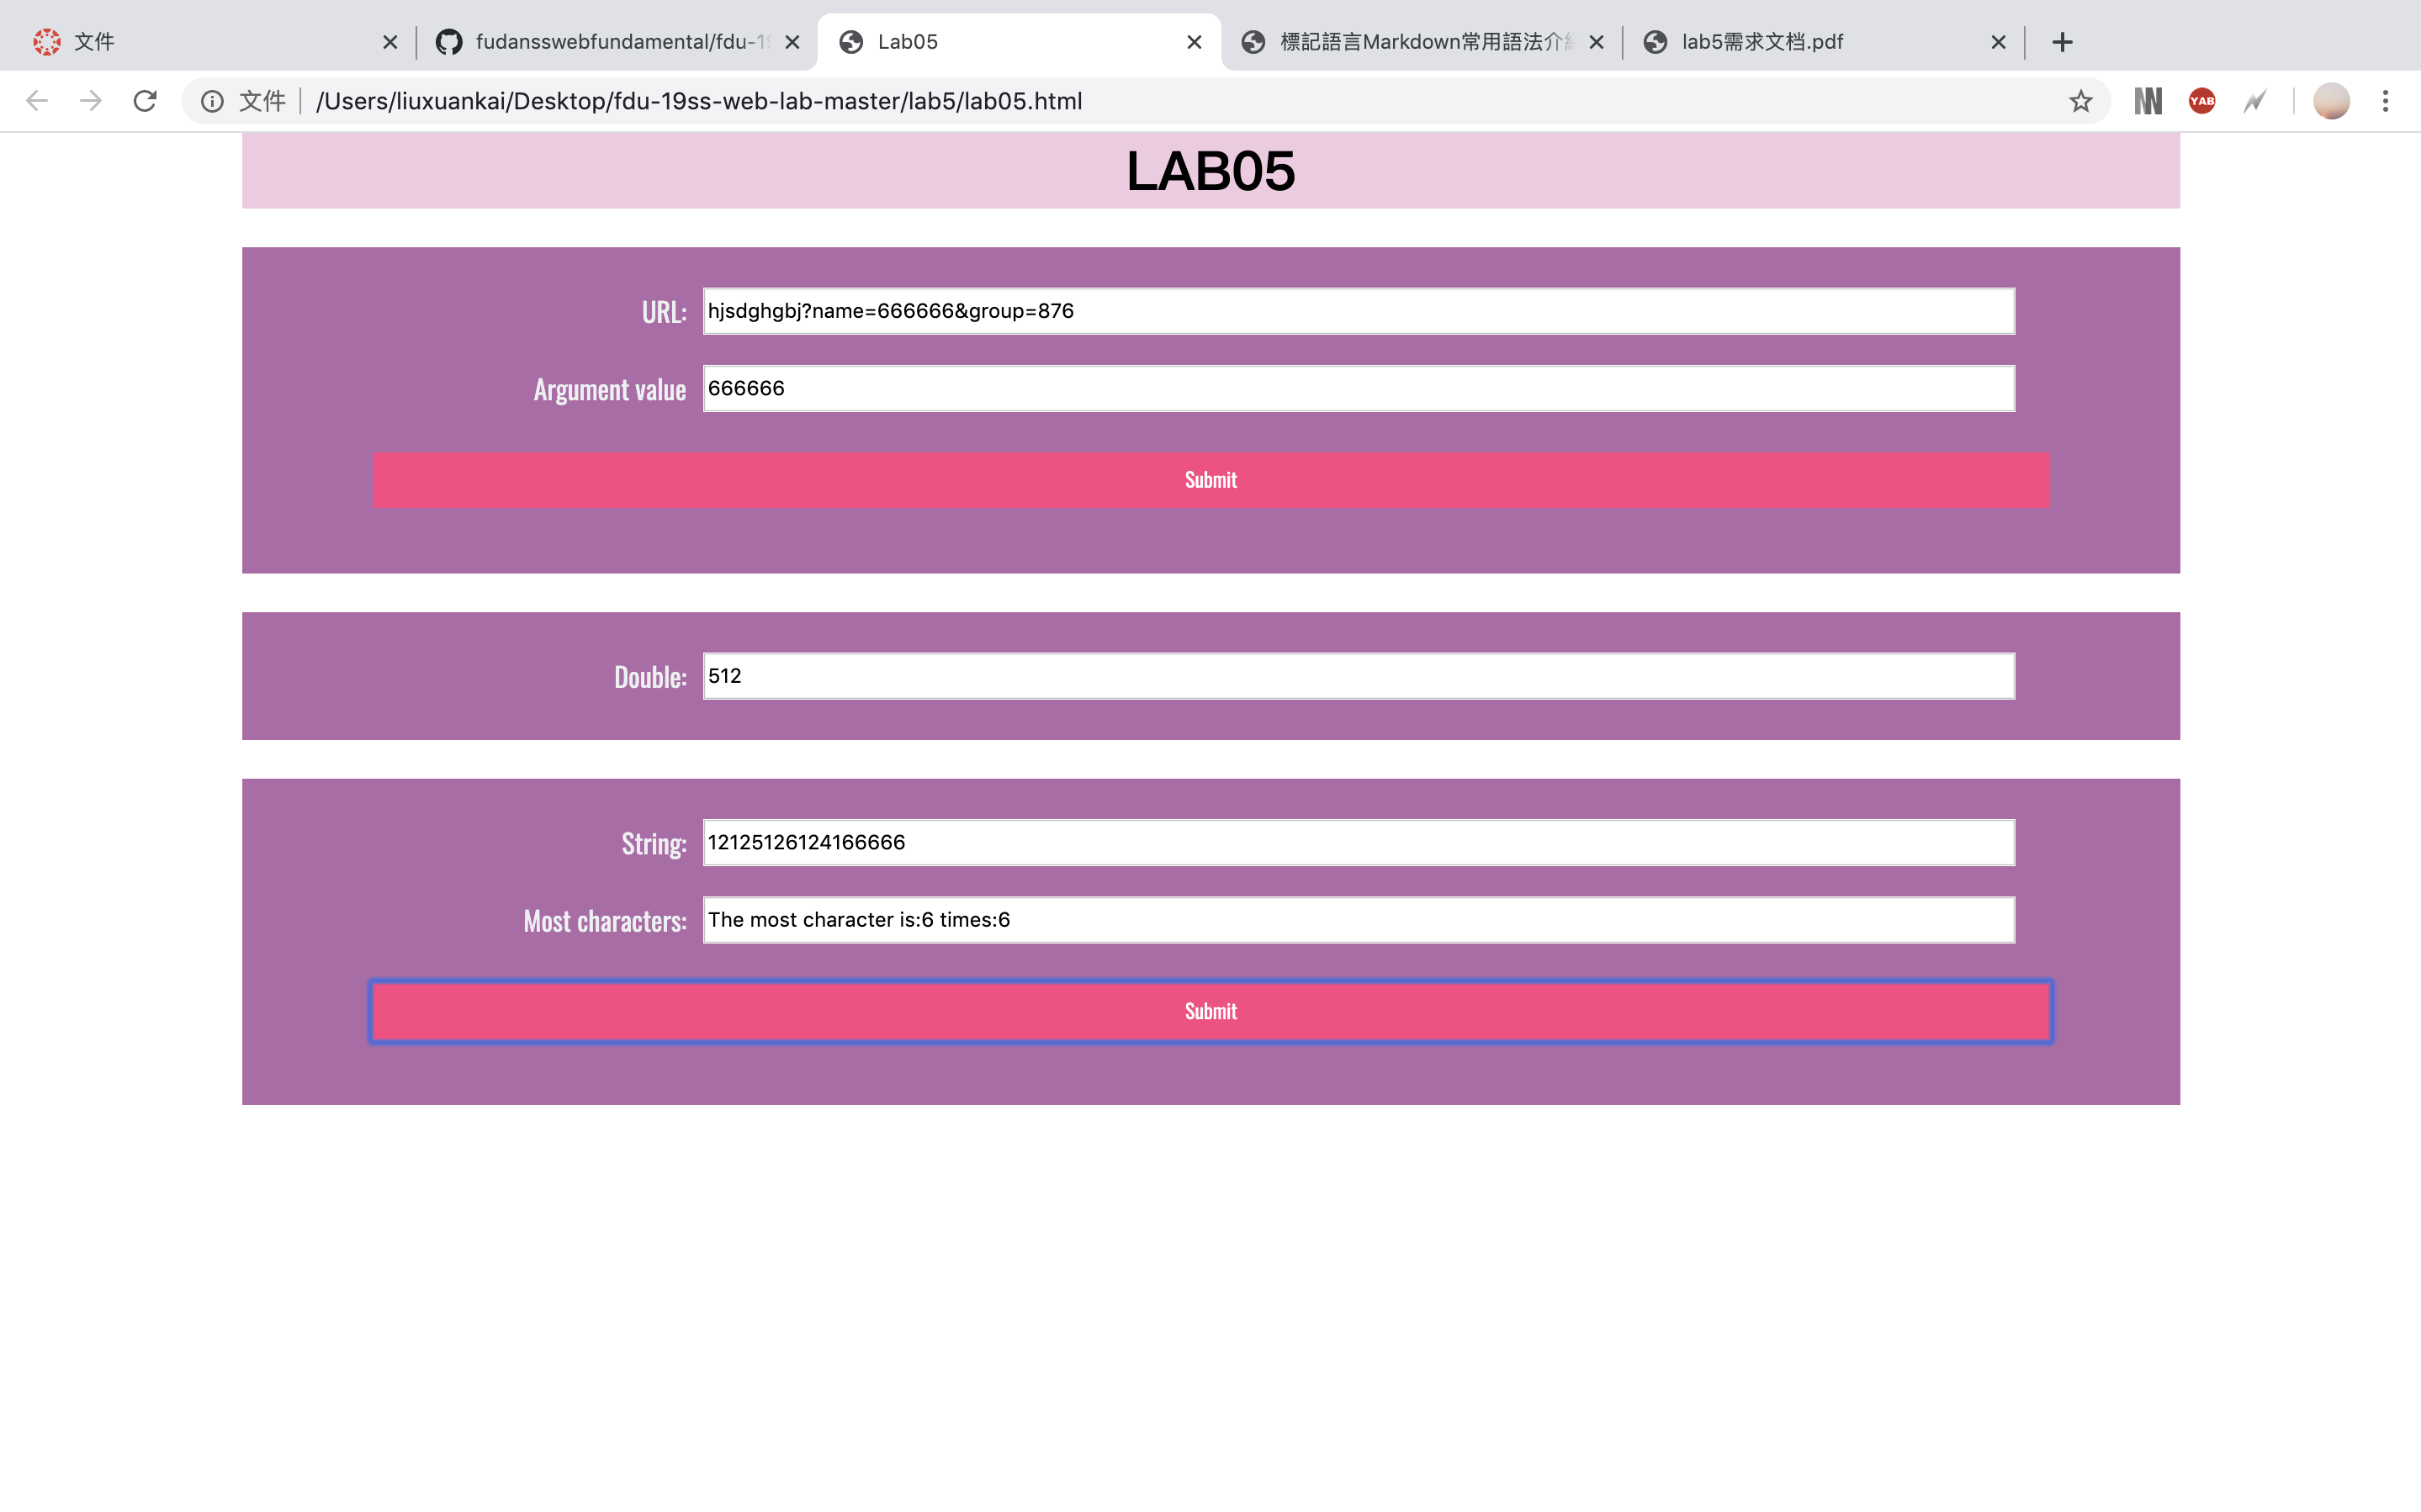 文件
fudansswebfundamental/fdu-19
Lab05
標記語言Markdown常用語法介紹
lab5需求文档.pdf
文件 /Users/liuxuankai/Desktop/fdu-19ss-web-lab-master/lab5/lab05.html
YAB
LAB05
URL: hjsdghgbj?name=666666&group=876
Argument value 666666
Submit
Double: 512
String: 12125126124166666
Most characters: The most character is:6 times:6
Submit